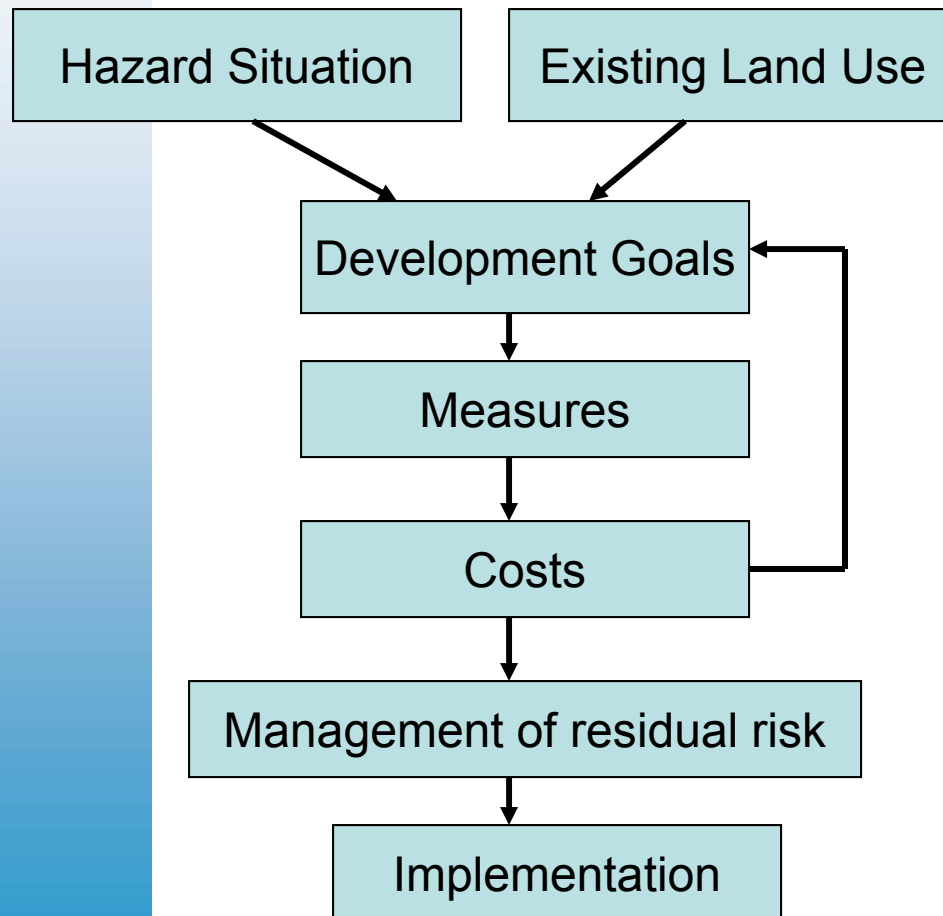 Hazard Situation
Existing Land Use
Development Goals
Measures
Costs
Management of residual risk
Implementation